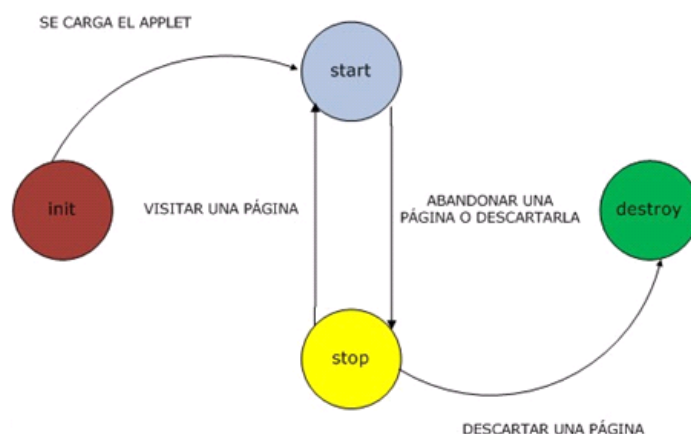 SE CARGA EL APPLET
start
init
VISITAR UNA PÁGINA
ABANDONAR UNA
PÁGINA O DESCARTARLA
destroy
stop
DESCARTAR UNA PÁGINA